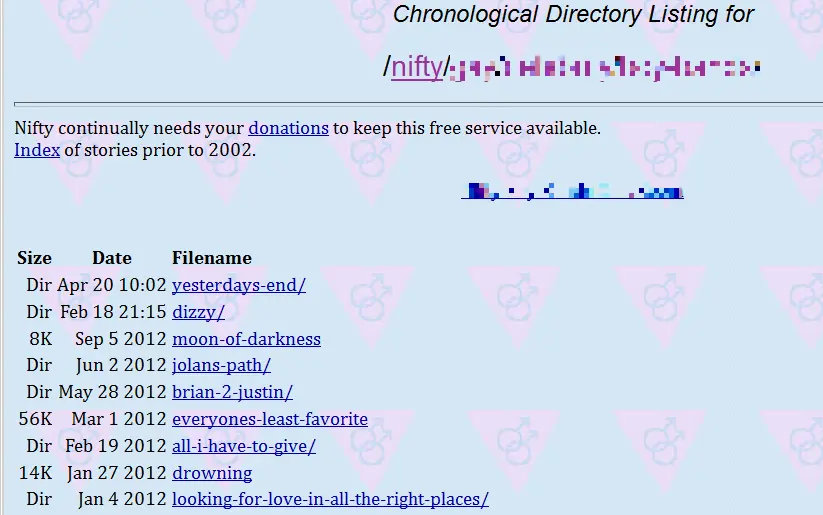 Chronological Directory Listing for
/nifty/
Nifty continually needs your donations to keep this free service available.
Index of stories prior to 2002.
Size Date Filename
Dir Apr 20 10:02 yesterdays-end/
Dir Feb 18 21:15 dizzy/
8K Sep 5 2012 moon-of-darkness
Dir Jun 2 2012 jolans-path/
Dir May 28 2012 brian-2-justin/
56K Mar 1 2012 everyones-least-favorite
Dir Feb 19 2012 all-i-have-to-give/
14K Jan 27 2012 drowning
Dir Jan 4 2012 looking-for-love-in-all-the-right-places/